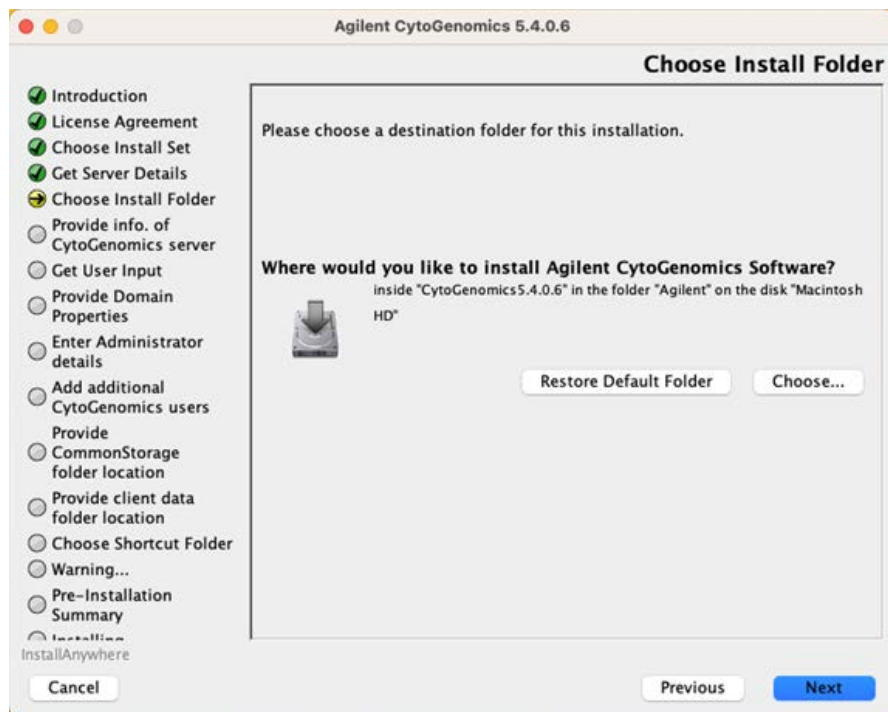 Agilent CytoGenomics 5.4.0.6
Choose Install Folder
Introduction
License Agreement
Choose Install Set
Get Server Details
Choose Install Folder
Provide info. of
CytoGenomics server
Get User Input
Provide Domain
Properties
Enter Administrator
details
Add additional
CytoGenomics users
Provide
CommonStorage
folder location
Provide client data
folder location
Choose Shortcut Folder
Warning...
Pre-Installation
Summary
Installing
Please choose a destination folder for this installation.
Where would you like to install Agilent CytoGenomics Software?
inside "CytoGenomics5.4.0.6" in the folder "Agilent" on the disk "Macintosh
HD"
Restore Default Folder
Choose...
InstallAnywhere
Cancel
Previous
Next